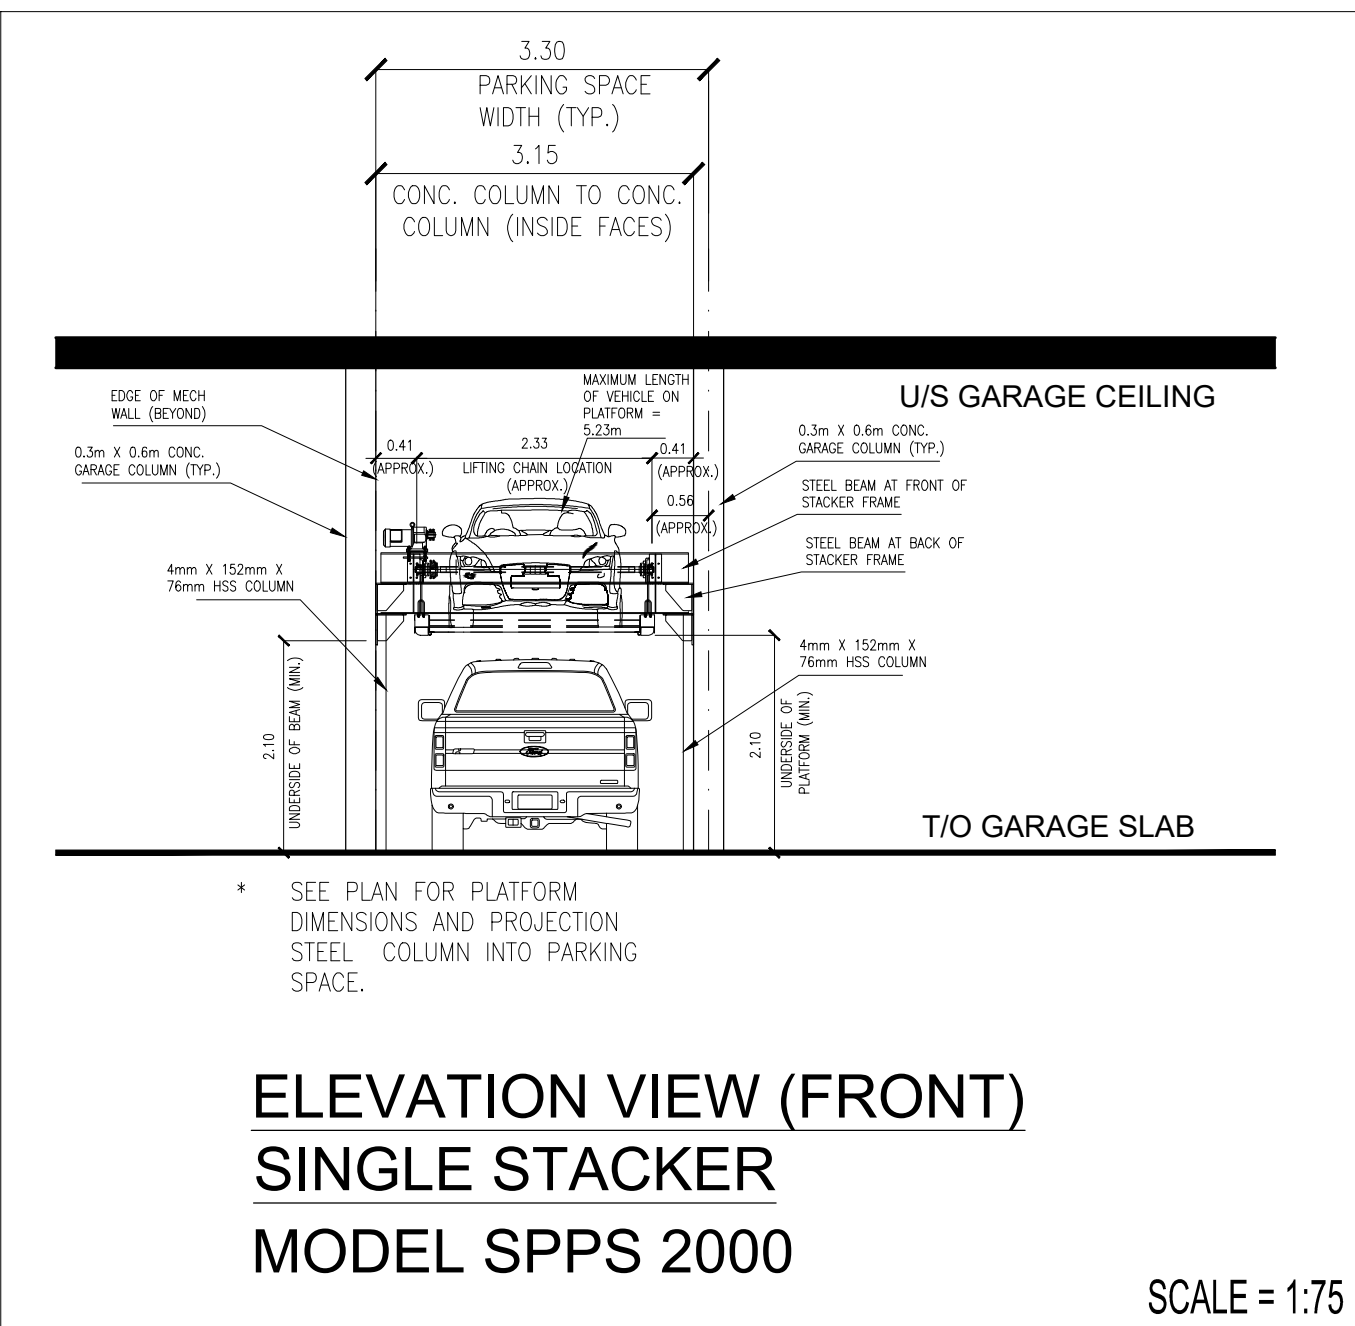 3.30
PARKING SPACE
WIDTH (TYP.)
3.15
CONC. COLUMN TO CONC.
COLUMN (INSIDE FACES)
U/S GARAGE CEILING
EDGE OF MECH
WALL (BEYOND)
0.3m X 0.6m CONC.
GARAGE COLUMN (TYP.)
4mm X 152mm X
76mm HSS COLUMN
MAXIMUM LENGTH
OF VEHICLE ON
PLATFORM =
5.23m
0.41
(APPROX.)
2.33
LIFTING CHAIN LOCATION
(APPROX.)
0.41
(APPROX.)
0.56
(APPROX.)
0.3m X 0.6m CONC.
GARAGE COLUMN (TYP.)
STEEL BEAM AT FRONT OF
STACKER FRAME
STEEL BEAM AT BACK OF
STACKER FRAME
4mm X 152mm X
76mm HSS COLUMN
2.10
UNDERSIDE OF BEAM (MIN.)
Ford
2.10
UNDERSIDE OF
PLATFORM (MIN.)
T/O GARAGE SLAB
* SEE PLAN FOR PLATFORM
DIMENSIONS AND PROJECTION
STEEL COLUMN INTO PARKING
SPACE.
ELEVATION VIEW (FRONT)
SINGLE STACKER
MODEL SPPS 2000
SCALE = 1:75